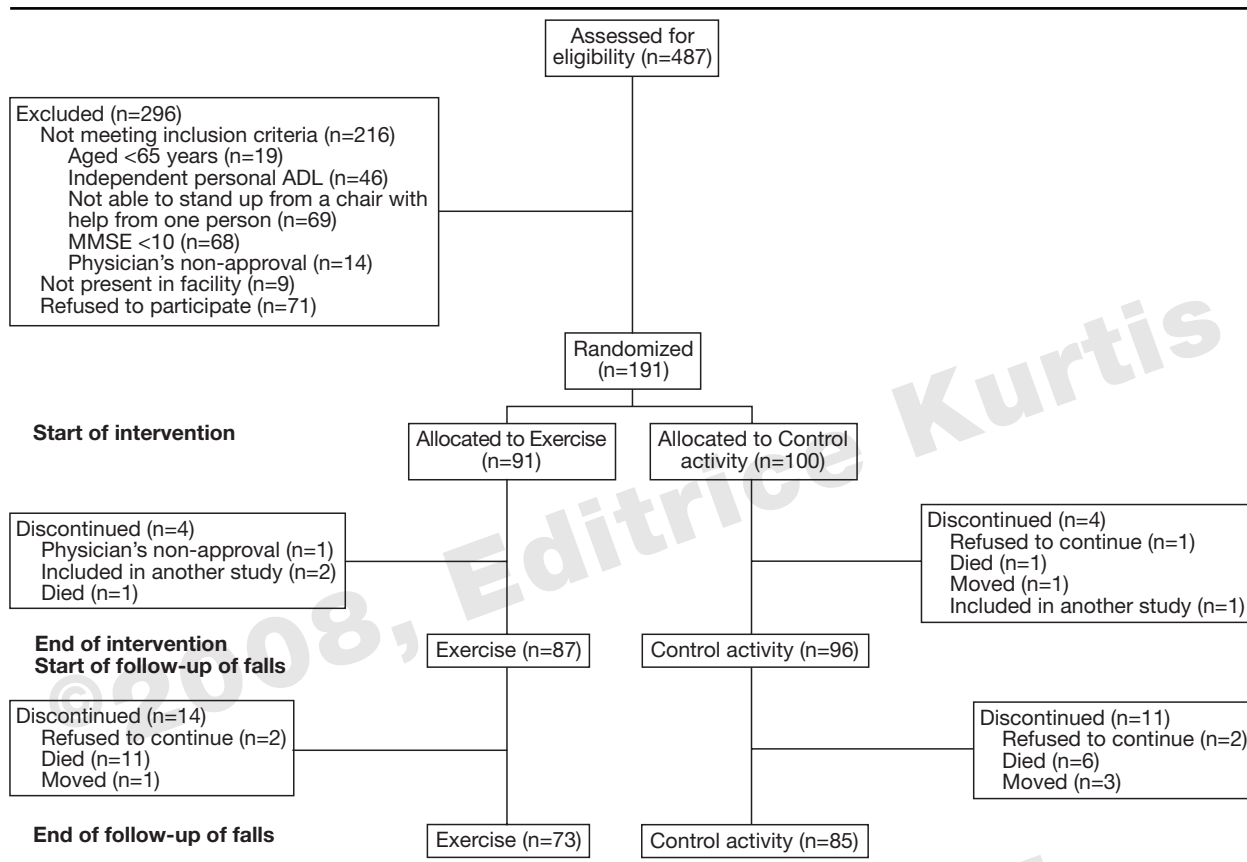 Assessed for
eligibility (n=487)
Excluded (n=296)
Not meeting inclusion criteria (n=216)
Aged <65 years (n=19)
Independent personal ADL (n=46)
Not able to stand up from a chair with
help from one person (n=69)
MMSE <10 (n=68)
Physician's non-approval (n=14)
Not present in facility (n=9)
Refused to participate (n=71)
Randomized
(n=191)
Start of intervention
Allocated to Exercise
(n=91)
Allocated to Control
activity (n=100)
Discontinued (n=4)
Physician's non-approval (n=1)
Included in another study (n=2)
Died (n=1)
Discontinued (n=4)
Refused to continue (n=1)
Died (n=1)
Moved (n=1)
Included in another study (n=1)
End of intervention
Start of follow-up of falls
Exercise (n=87)
Control activity (n=96)
Discontinued (n=14)
Refused to continue (n=2)
Died (n=11)
Moved (n=1)
Discontinued (n=11)
Refused to continue (n=2)
Died (n=6)
Moved (n=3)
End of follow-up of falls
Exercise (n=73)
Control activity (n=85)
©2008, Editrice Kurtis